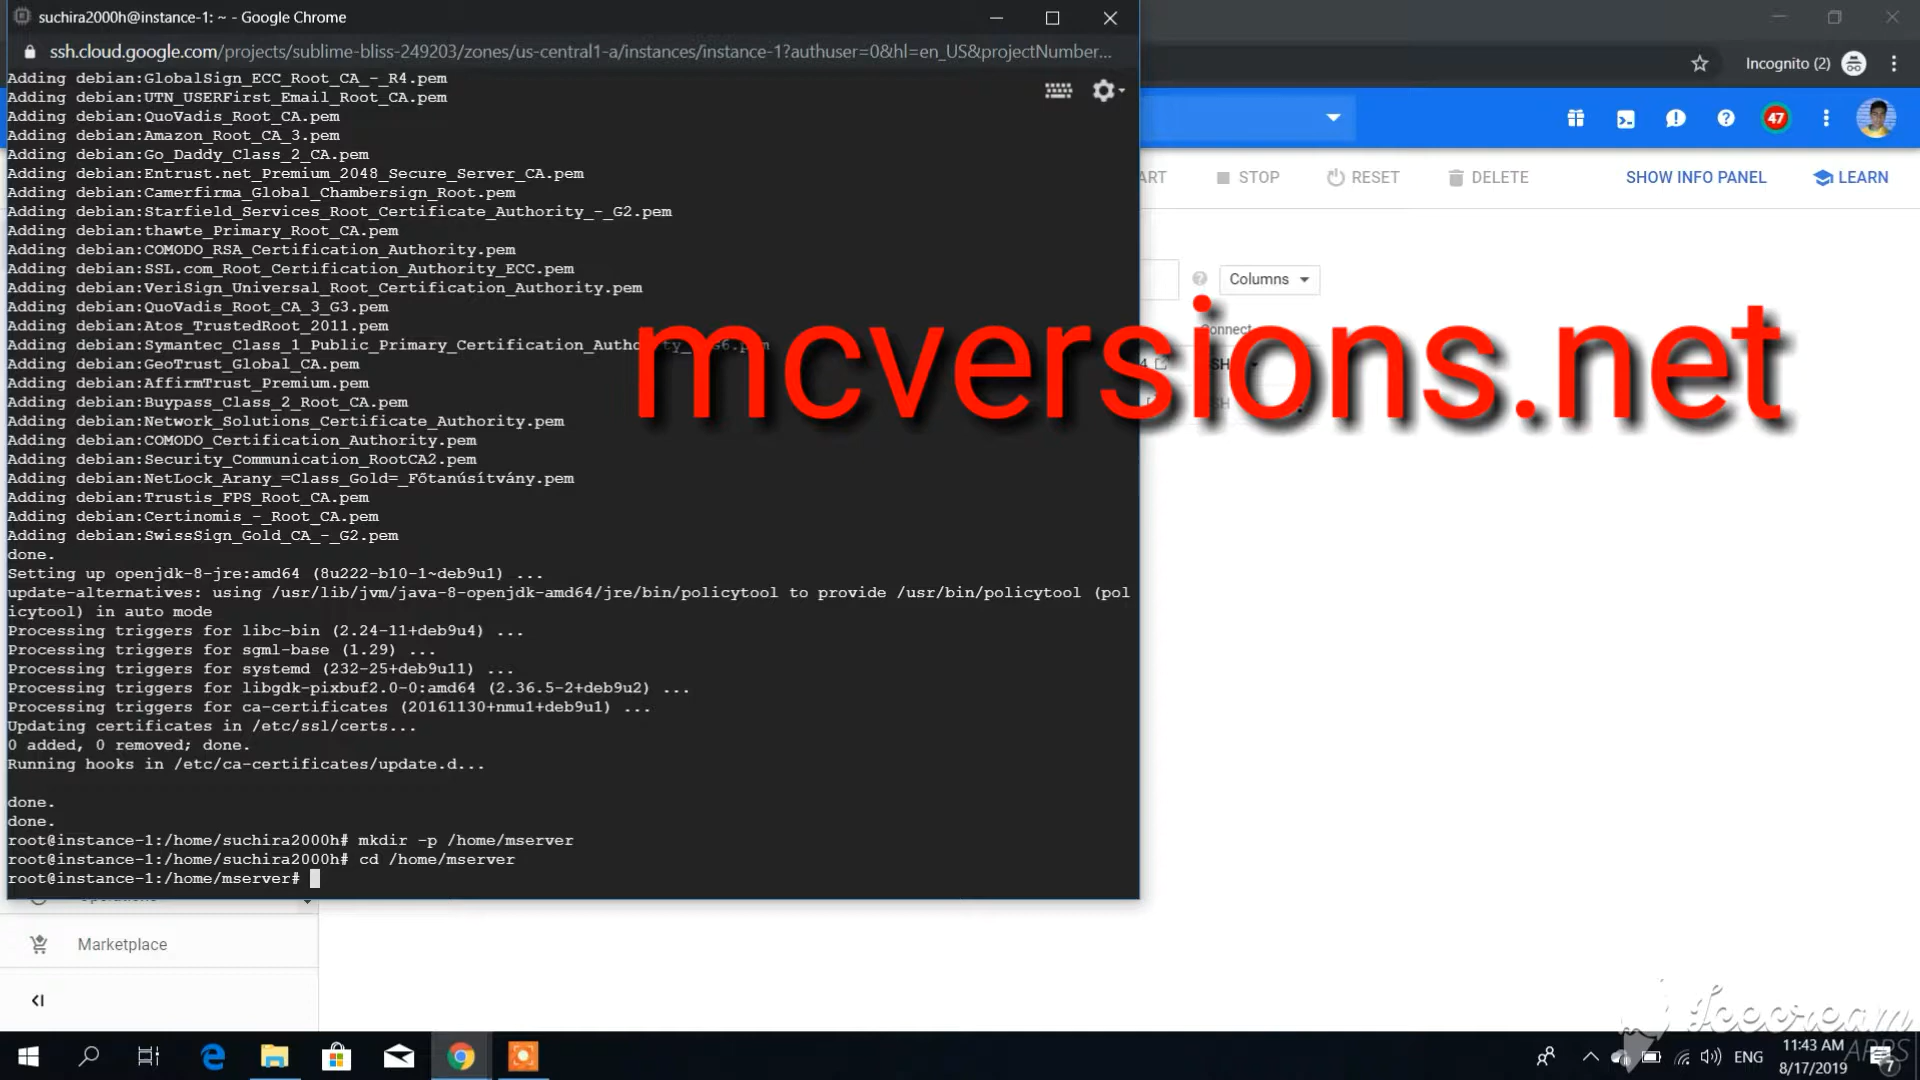 suchira2000h@instance-1: ~ - Google Chrome
ssh.cloud.google.com/projects/sublime-bliss-249203/zones/us-central1-a/instances/instance-1?authuser=0&hl=en_US&projectNumber...
Incognito (2)
Adding debian:GlobalSign_ECC_Root_CA_-_R4.pem
Adding debian:UTN_USERFirst_Email_Root_CA.pem
Adding debian:QuoVadis_Root_CA.pem
Adding debian:Amazon_Root_CA_3.pem
Adding debian:Go_Daddy_Class_2_CA.pem
Adding debian:Entrust.net_Premium_2048_Secure_Server_CA.pem
Adding debian:Camerfirma_Global_Chambersign_Root.pem
Adding debian:Starfield_Services_Root_Certificate_Authority_-_G2.pem
Adding debian:thawte_Primary_Root_CA.pem
Adding debian:COMODO_RSA_Certification_Authority.pem
Adding debian:SSL.com_Root_Certification_Authority_ECC.pem
Adding debian:VeriSign_Universal_Root_Certification_Authority.pem
Adding debian:QuoVadis_Root_CA_3_G3.pem
Adding debian:Atos_TrustedRoot_2011.pem
Adding debian:Symantec_Class_1_Public_Primary_Certification_Autho
Adding debian:GeoTrust_Global_CA.pem
Adding debian:AffirmTrust_Premium.pem
Adding debian:Buypass_Class_2_Root_CA.pem
Adding debian:Network_Solutions_Certificate_Authority.pem
Adding debian:COMODO_Certification_Authority.pem
Adding debian:Security_Communication_RootCA2.pem
Adding debian:NetLock_Arany_=Class_Gold=_Főtanúsítvány.pem
Adding debian:Trustis_FPS_Root_CA.pem
Adding debian:Certinomis_-_Root_CA.pem
Adding debian:SwissSign_Gold_CA_-_G2.pem
done.
Setting up openjdk-8-jre:amd64 (8u222-b10-1~deb9u1) ...
update-alternatives: using /usr/lib/jvm/java-8-openjdk-amd64/jre/bin/policytool to provide /usr/bin/policytool (pol
icytool) in auto mode
Processing triggers for libc-bin (2.24-11+deb9u4) ...
Processing triggers for sgml-base (1.29) ...
Processing triggers for systemd (232-25+deb9u11) ...
Processing triggers for libgdk-pixbuf2.0-0:amd64 (2.36.5-2+deb9u2) ...
Processing triggers for ca-certificates (20161130+nmu1+deb9u1) ...
Updating certificates in /etc/ssl/certs...
0 added, 0 removed; done.
Running hooks in /etc/ca-certificates/update.d...
done.
done.
root@instance-1:/home/suchira2000h# mkdir -p /home/mserver
root@instance-1:/home/suchira2000h# cd /home/mserver
root@instance-1:/home/mserver#
47
ART STOP RESET DELETE SHOW INFO PANEL LEARN
Columns
Connect
mcversions.net
Marketplace
Icecream
APPS
ENG
11:43 AM
8/17/2019
7